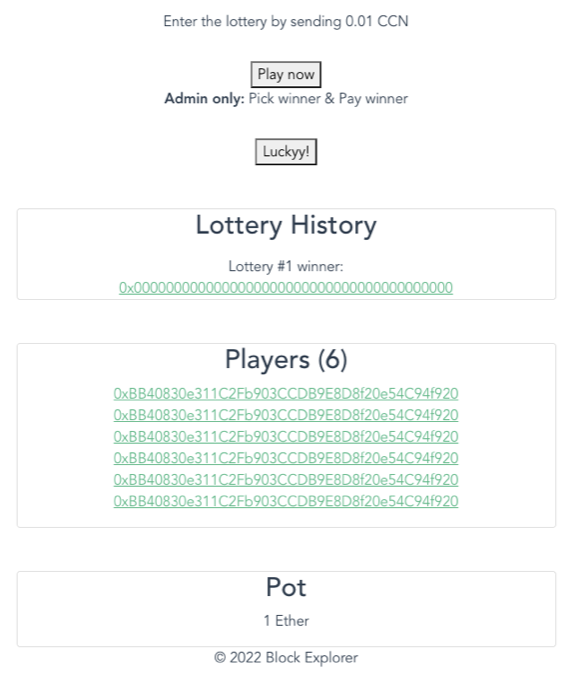 Enter the lottery by sending 0.01 CCN
Play now
Admin only: Pick winner & Pay winner
Luckyy!
Lottery History
Lottery #1 winner:
0x0000000000000000000000000000000000000000
Players (6)
0xBB40830e311C2Fb903CCDB9E8D8f20e54C94f920
0xBB40830e311C2Fb903CCDB9E8D8f20e54C94f920
0xBB40830e311C2Fb903CCDB9E8D8f20e54C94f920
0xBB40830e311C2Fb903CCDB9E8D8f20e54C94f920
0xBB40830e311C2Fb903CCDB9E8D8f20e54C94f920
0xBB40830e311C2Fb903CCDB9E8D8f20e54C94f920
Pot
1 Ether
© 2022 Block Explorer